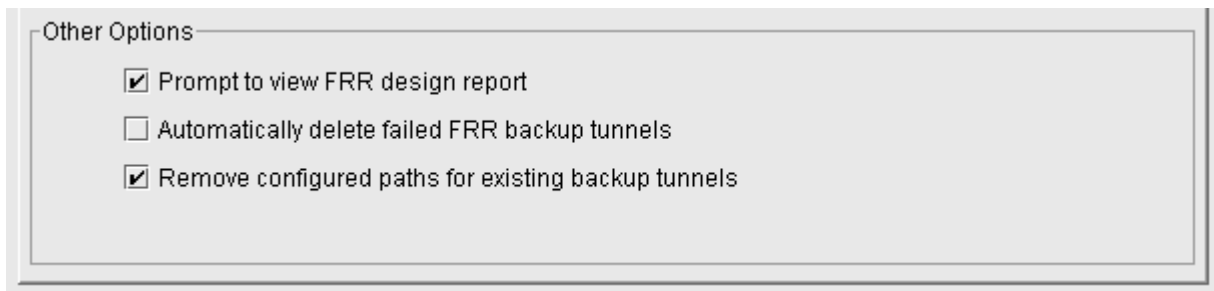 Other Options
Prompt to view FRR design report
Automatically delete failed FRR backup tunnels
Remove configured paths for existing backup tunnels